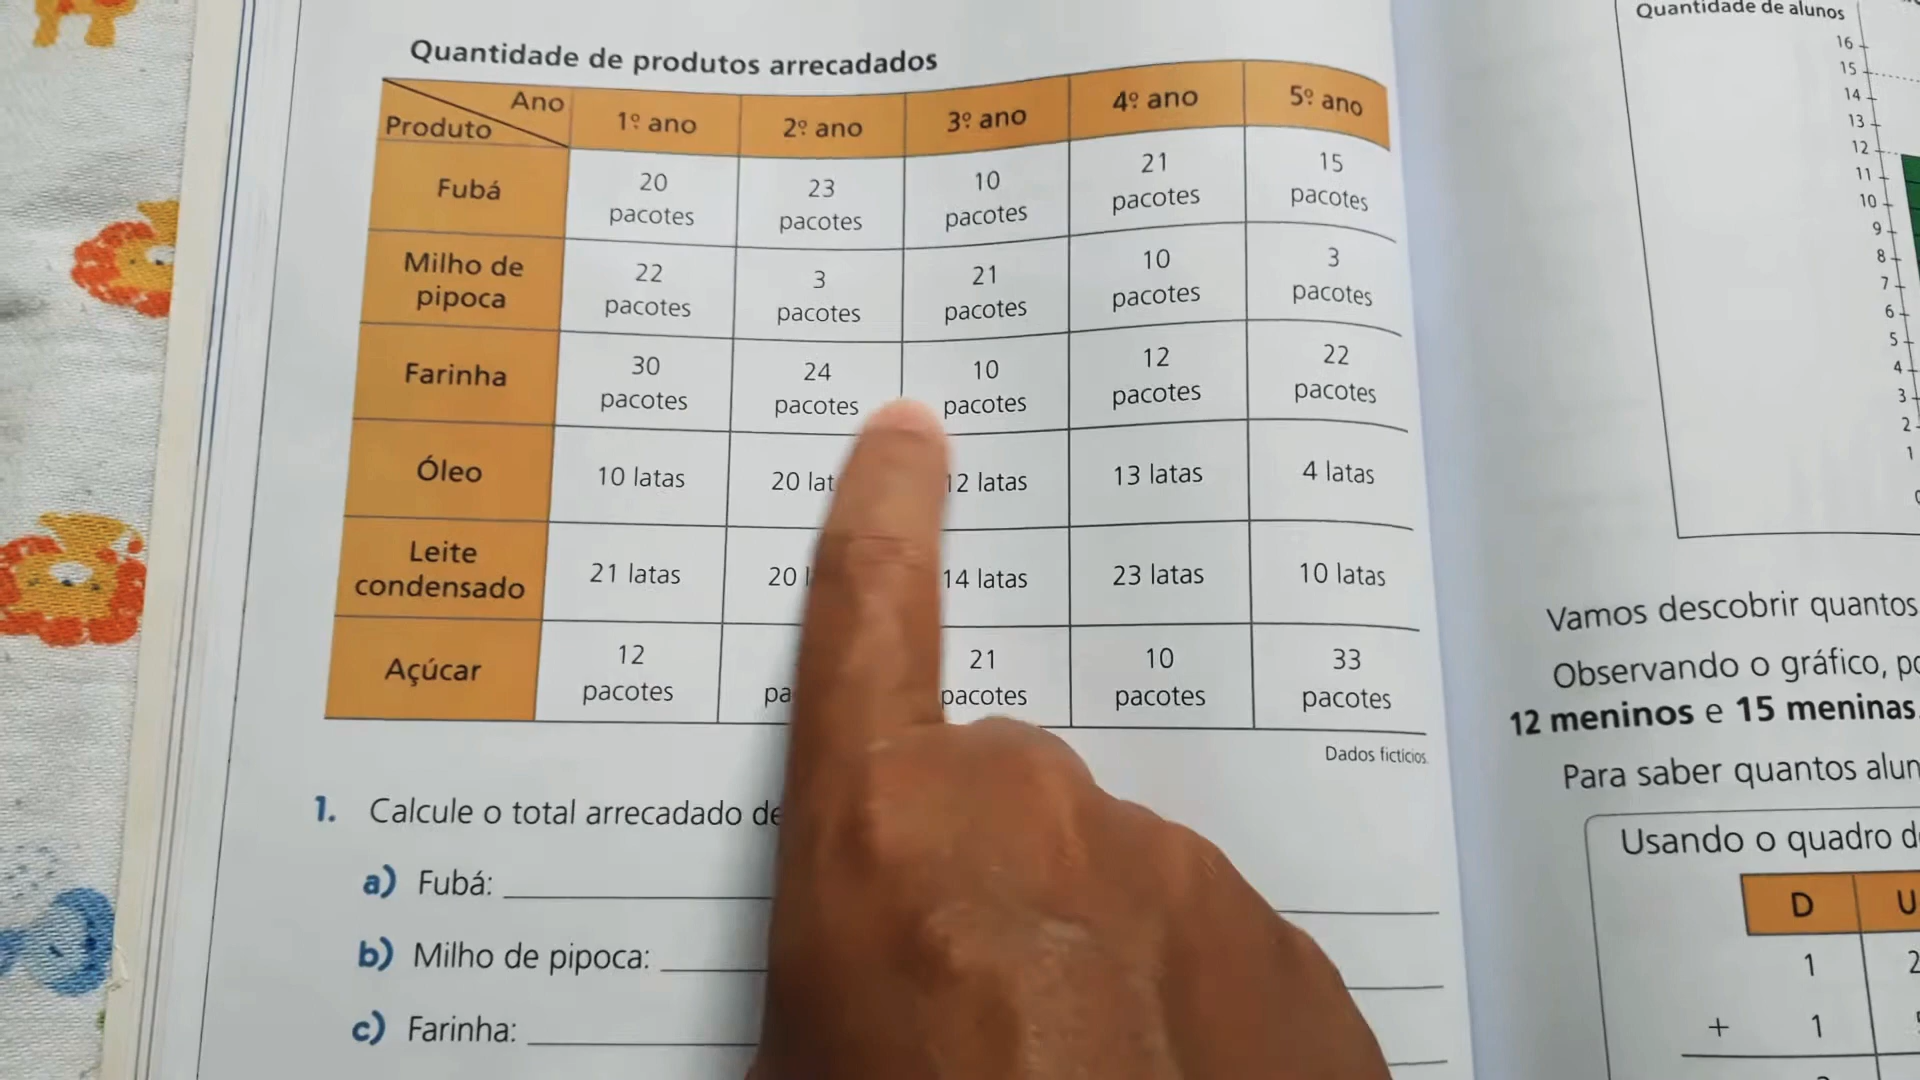 Quantidade de produtos arrecadados
Ano
Produto
1º ano
2º ano
3º ano
4º ano
5º ano
Fubá
20
pacotes
23
pacotes
10
pacotes
21
pacotes
15
pacotes
Milho de
pipoca
22
pacotes
3
pacotes
21
pacotes
10
pacotes
3
pacotes
Farinha
30
pacotes
24
pacotes
10
pacotes
12
pacotes
22
pacotes
Óleo
10 latas
20 lat
12 latas
13 latas
4 latas
Leite
condensado
21 latas
20 l
14 latas
23 latas
10 latas
Açúcar
12
pacotes
pa
21
pacotes
10
pacotes
33
pacotes
Dados fictícios.
1. Calcule o total arrecadado de
a) Fubá:
b) Milho de pipoca:
c) Farinha:
Quantidade de alunos
16
15
14
13
12
11
10
9
8
7
6
5
4
3
2
1
Vamos descobrir quantos
Observando o gráfico, po
12 meninos e 15 meninas
Para saber quantos alun
Usando o quadro d
D U
1 2
+ 1